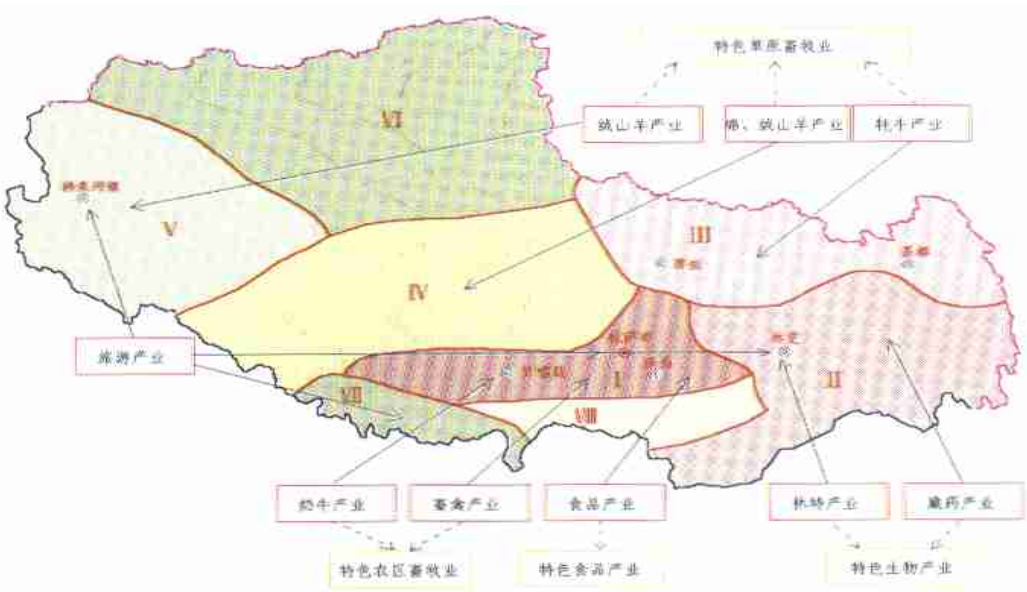 特色草原畜牧业
绒山羊产业
绵、绒山羊产业
牦牛产业
VI
V
III
IV
昌都
旅游产业
林芝
日喀则
I
II
VII
VIII
奶牛产业
畜禽产业
食品产业
林特产业
藏药产业
特色农区畜牧业
特色食品产业
特色生物产业